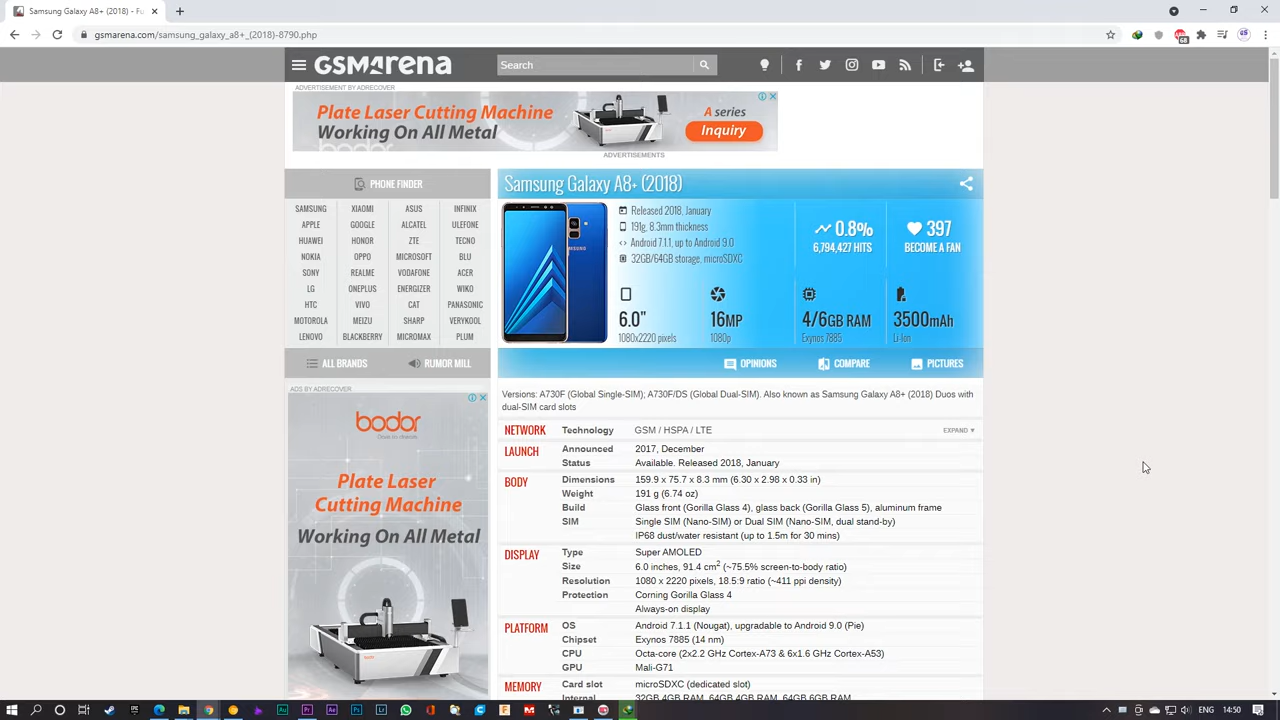 Samsung Galaxy A8+ (2018) - Fu
gsmarena.com/samsung_galaxy_a8+_(2018)-8790.php
GSMArena
Search
ADVERTISEMENT BY ADRECOVER
Plate Laser Cutting Machine
Working On All Metal
A series
Inquiry
ADVERTISEMENTS
PHONE FINDER
SAMSUNG XIAOMI ASUS INFINIX
APPLE GOOGLE ALCATEL ULEFONE
HUAWEI HONOR ZTE TECNO
NOKIA OPPO MICROSOFT BLU
SONY REALME VODAFONE ACER
LG ONEPLUS ENERGIZER WIKO
HTC VIVO CAT PANASONIC
MOTOROLA MEIZU SHARP VERYKOOL
LENOVO BLACKBERRY MICROMAX PLUM
ALL BRANDS RUMOR MILL
ADS BY ADRECOVER
bodor
Plate Laser
Cutting Machine
Working On All Metal
Samsung Galaxy A8+ (2018)
Released 2018, January
191g, 8.3mm thickness
Android 7.1.1, up to Android 9.0
32GB/64GB storage, microSDXC
0.8%
6,794,427 HITS
397
BECOME A FAN
6.0"
1080x2220 pixels
16MP
1080p
4/6GB RAM
Exynos 7885
3500mAh
Li-Ion
OPINIONS COMPARE PICTURES
Versions: A730F (Global Single-SIM); A730F/DS (Global Dual-SIM). Also known as Samsung Galaxy A8+ (2018) Duos with
dual-SIM card slots
NETWORK Technology GSM / HSPA / LTE EXPAND ▼
LAUNCH Announced 2017, December
Status Available. Released 2018, January
BODY Dimensions 159.9 x 75.7 x 8.3 mm (6.30 x 2.98 x 0.33 in)
Weight 191 g (6.74 oz)
Build Glass front (Gorilla Glass 4), glass back (Gorilla Glass 5), aluminum frame
SIM Single SIM (Nano-SIM) or Dual SIM (Nano-SIM, dual stand-by)
IP68 dust/water resistant (up to 1.5m for 30 mins)
DISPLAY Type Super AMOLED
Size 6.0 inches, 91.4 cm2 (~75.5% screen-to-body ratio)
Resolution 1080 x 2220 pixels, 18.5:9 ratio (~411 ppi density)
Protection Corning Gorilla Glass 4
Always-on display
PLATFORM OS Android 7.1.1 (Nougat), upgradable to Android 9.0 (Pie)
Chipset Exynos 7885 (14 nm)
CPU Octa-core (2x2.2 GHz Cortex-A73 & 6x1.6 GHz Cortex-A53)
GPU Mali-G71
MEMORY Card slot microSDXC (dedicated slot)
Internal 32GB 4GB RAM, 64GB 4GB RAM, 64GB 6GB RAM
ENG 14:50